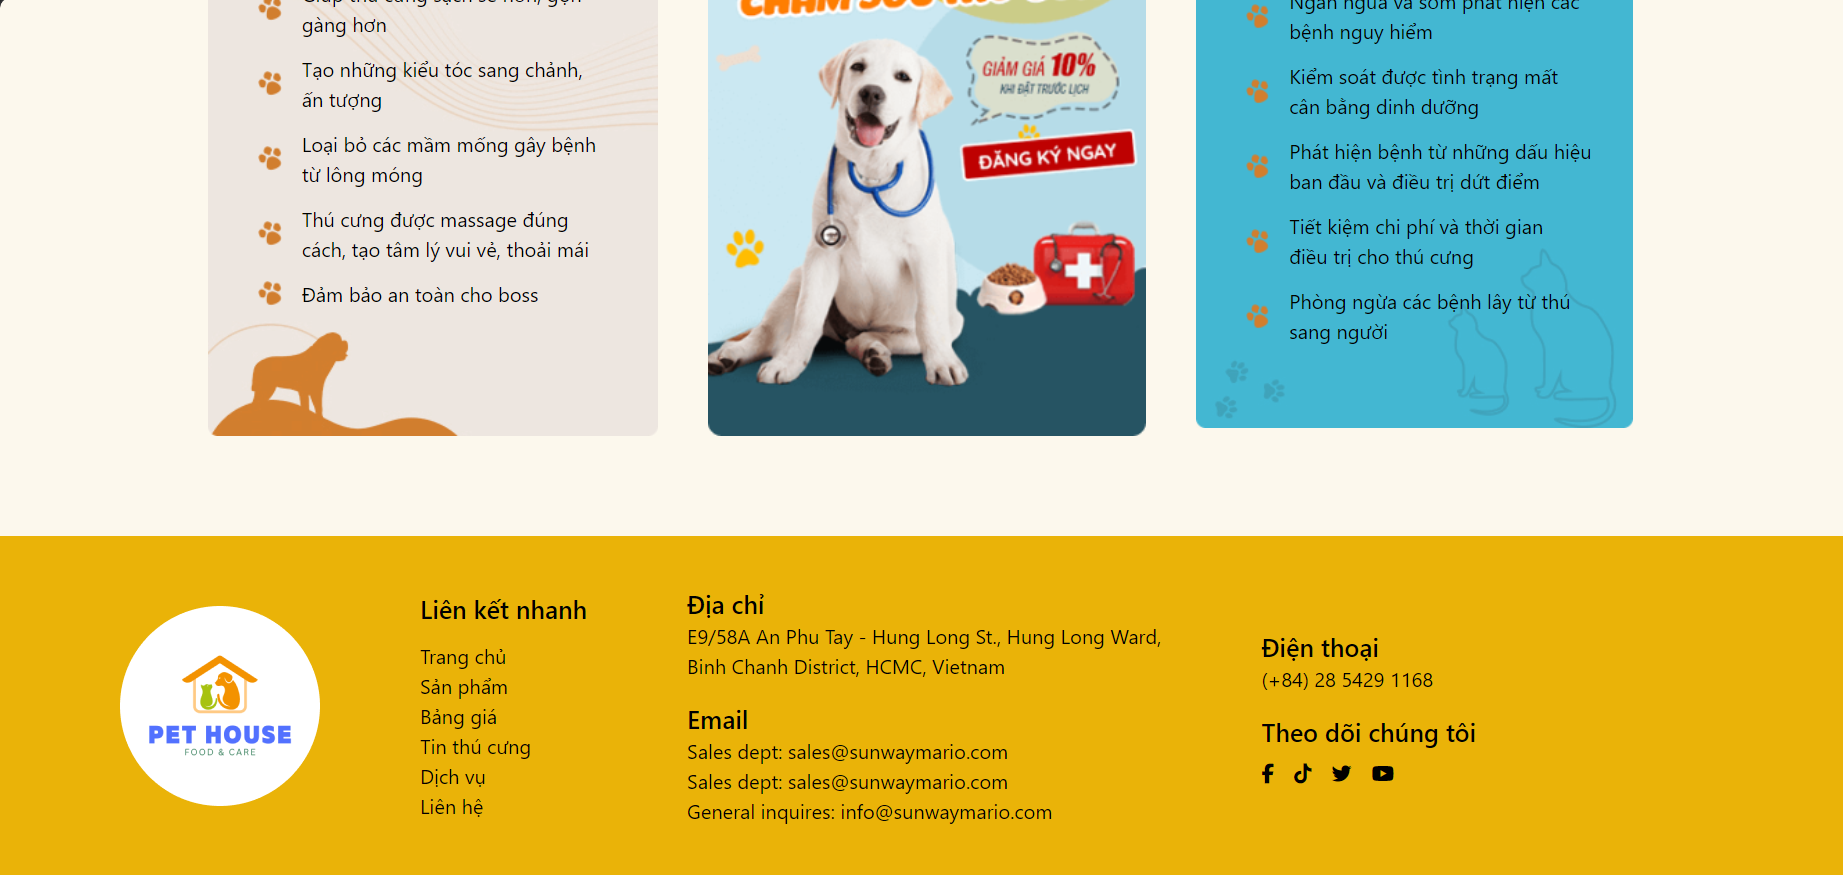 gàng hơn
Tạo những kiểu tóc sang chảnh,
ấn tượng
Loại bỏ các mầm mống gây bệnh
từ lông móng
Thú cưng được massage đúng
cách, tạo tâm lý vui vẻ, thoải mái
Đảm bảo an toàn cho boss
GIẢM GIÁ 10%
KHI ĐẶT TRƯỚC LỊCH
ĐĂNG KÝ NGAY
Ngăn ngừa và sớm phát hiện các
bệnh nguy hiểm
Kiểm soát được tình trạng mất
cân bằng dinh dưỡng
Phát hiện bệnh từ những dấu hiệu
ban đầu và điều trị dứt điểm
Tiết kiệm chi phí và thời gian
điều trị cho thú cưng
Phòng ngừa các bệnh lây từ thú
sang người
PET HOUSE
FOOD & CARE
Liên kết nhanh
Trang chủ
Sản phẩm
Bảng giá
Tin thú cưng
Dịch vụ
Liên hệ
Địa chỉ
E9/58A An Phu Tay - Hung Long St., Hung Long Ward,
Binh Chanh District, HCMC, Vietnam
Email
Sales dept: sales@sunwaymario.com
Sales dept: sales@sunwaymario.com
General inquires: info@sunwaymario.com
Điện thoại
(+84) 28 5429 1168
Theo dõi chúng tôi